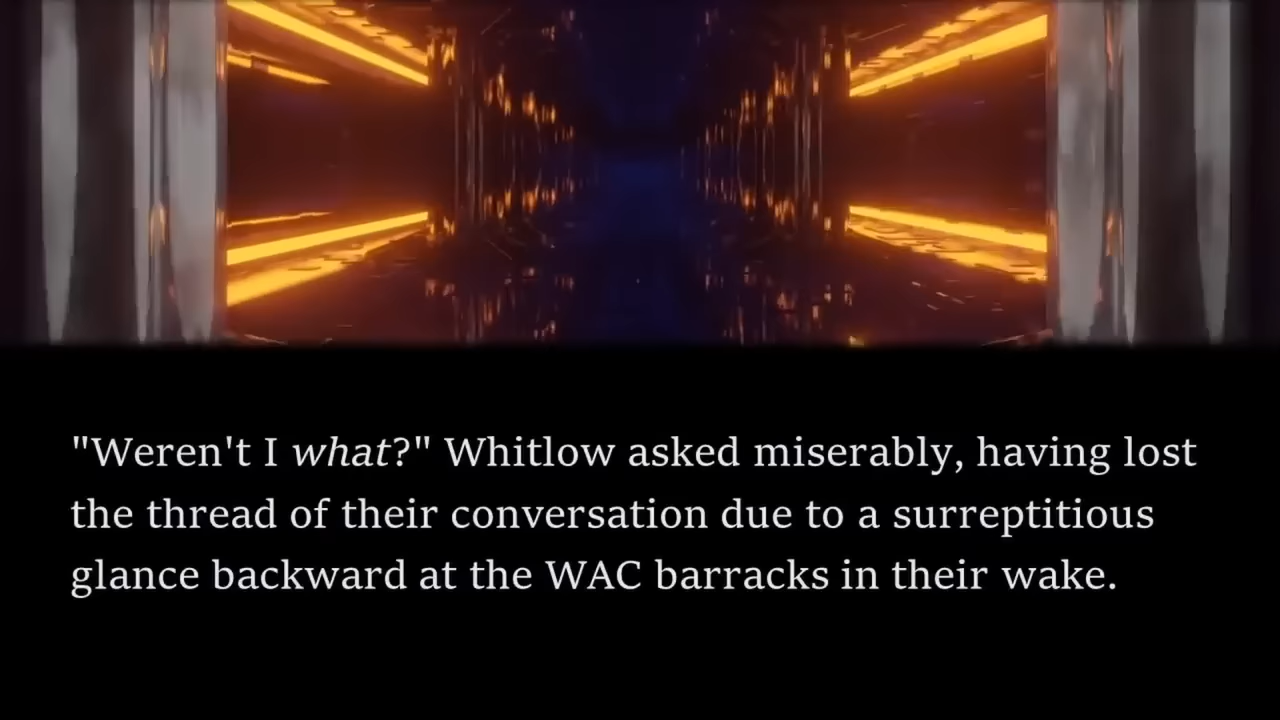 "Weren't I what?" Whitlow asked miserably, having lost
the thread of their conversation due to a surreptitious
glance backward at the WAC barracks in their wake.